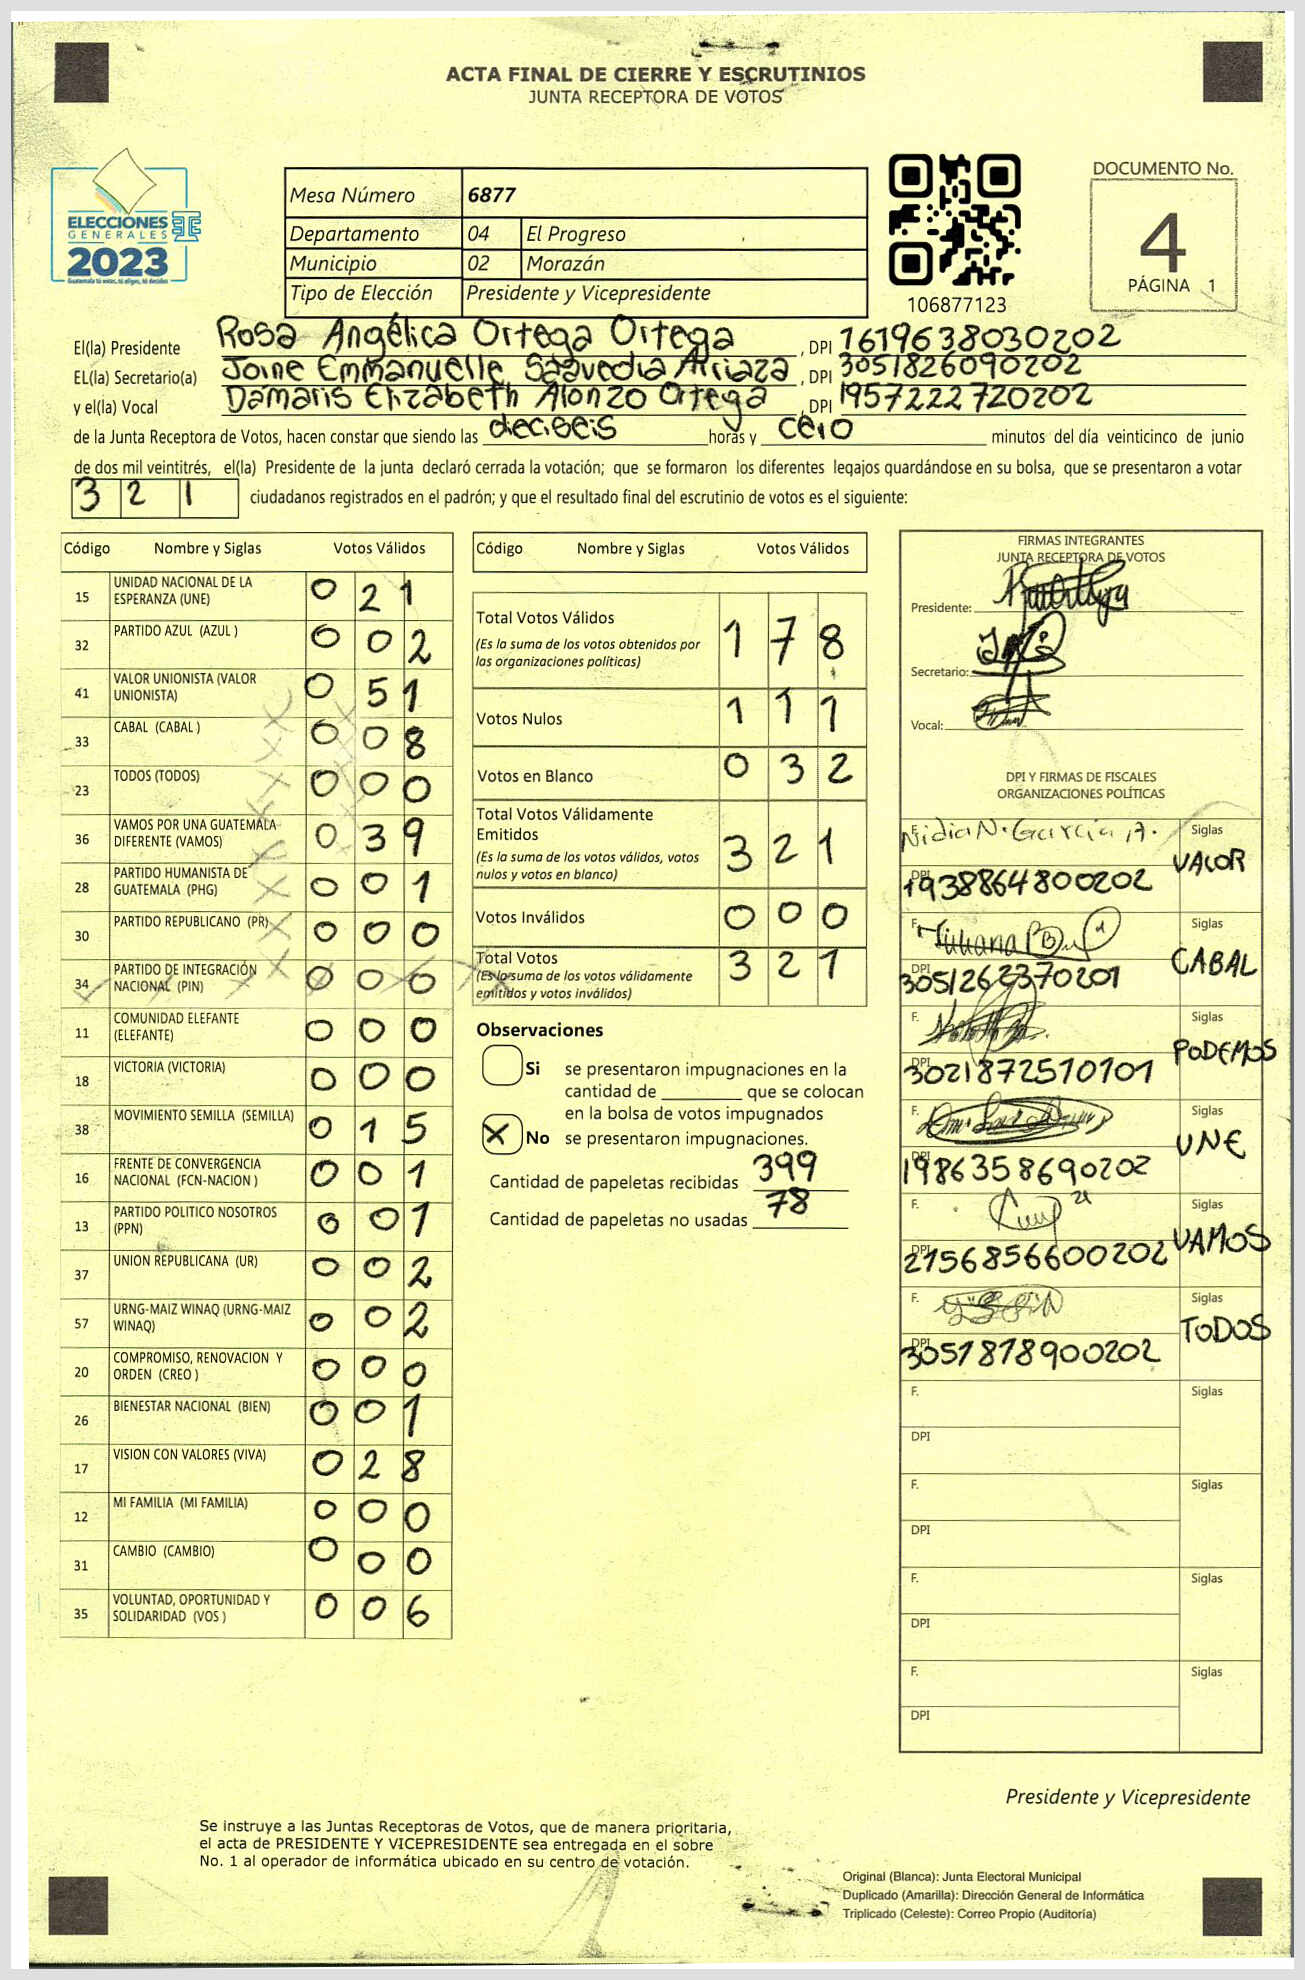 ACTA FINAL DE CIERRE Y ESCRUTINIOS
JUNTA RECEPTORA DE VOTOS
ELECCIONES
GENERALES
2023
Guatemala tú votas, tú eliges, tú decides
Mesa Número 6877
Departamento 04 El Progreso
Municipio 02 Morazán
Tipo de Elección Presidente y Vicepresidente
106877123
DOCUMENTO No.
4
PÁGINA 1
El(la) Presidente Rosa Angélica Ortega Ortega , DPI 1619638030202
EL(la) Secretario(a) Emmanuelle , DPI 3051826090202
y el(la) Vocal Damaris Elizabeth Alonzo Ortega , DPI 1957222720202
de la Junta Receptora de Votos, hacen constar que siendo las deciseis horas y cero minutos del día veinticinco de junio
de dos mil veintitrés, el(la) Presidente de la junta declaró cerrada la votación; que se formaron los diferentes legajos quardándose en su bolsa, que se presentaron a votar
3 2 1 ciudadanos registrados en el padrón; y que el resultado final del escrutinio de votos es el siguiente:
Código Nombre y Siglas Votos Válidos
15 UNIDAD NACIONAL DE LA ESPERANZA (UNE) 0 2 1
32 PARTIDO AZUL (AZUL ) 0 0 2
41 VALOR UNIONISTA (VALOR UNIONISTA) 0 5 1
33 CABAL (CABAL ) 0 0 8
23 TODOS (TODOS) 0 0 0
36 VAMOS POR UNA GUATEMALA DIFERENTE (VAMOS) 0 3 9
28 PARTIDO HUMANISTA DE GUATEMALA (PHG) 0 0 1
30 PARTIDO REPUBLICANO (PR) 0 0 0
34 PARTIDO DE INTEGRACIÓN NACIONAL (PIN) 0 0 0
11 COMUNIDAD ELEFANTE (ELEFANTE) 0 0 0
18 VICTORIA (VICTORIA) 0 0 0
38 MOVIMIENTO SEMILLA (SEMILLA) 0 1 5
16 FRENTE DE CONVERGENCIA NACIONAL (FCN-NACION ) 0 0 1
13 PARTIDO POLITICO NOSOTROS (PPN) 0 0 1
37 UNION REPUBLICANA (UR) 0 0 2
57 URNG-MAIZ WINAQ (URNG-MAIZ WINAQ) 0 0 2
20 COMPROMISO, RENOVACION Y ORDEN (CREO ) 0 0 0
26 BIENESTAR NACIONAL (BIEN) 0 0 1
17 VISION CON VALORES (VIVA) 0 2 8
12 MI FAMILIA (MI FAMILIA) 0 0 0
31 CAMBIO (CAMBIO) 0 0 0
35 VOLUNTAD, OPORTUNIDAD Y SOLIDARIDAD (VOS ) 0 0 6
Código Nombre y Siglas Votos Válidos
Total Votos Válidos 1 7 8
(Es la suma de los votos obtenidos por
las organizaciones políticas)
Votos Nulos 1 1 1
Votos en Blanco 0 3 2
Total Votos Válidamente
Emitidos 3 2 1
(Es la suma de los votos válidos, votos
nulos y votos en blanco)
Votos Inválidos 0 0 0
Total Votos 3 2 1
(Es la suma de los votos válidamente
emitidos y votos inválidos)
Observaciones
Si se presentaron impugnaciones en la
cantidad de ________ que se colocan
en la bolsa de votos impugnados
X No se presentaron impugnaciones.
Cantidad de papeletas recibidas 399
Cantidad de papeletas no usadas 78
FIRMAS INTEGRANTES
JUNTA RECEPTORA DE VOTOS
Presidente:
Secretario:
Vocal:
DPI Y FIRMAS DE FISCALES
ORGANIZACIONES POLÍTICAS
F. Nidia N. García A. Siglas
DPI 1938864800202 VALOR
F. Siglas
DPI 3051262370201 CABAL
F. Siglas
DPI 3021872510101 PODEMOS
F. Siglas
DPI 1986358690202 UNE
F. Siglas
DPI 2156856600202 VAMOS
F. Siglas
DPI 3051818900202 TODOS
F. Siglas
DPI
F. Siglas
DPI
F. Siglas
DPI
F. Siglas
DPI
Presidente y Vicepresidente
Se instruye a las Juntas Receptoras de Votos, que de manera prioritaria,
el acta de PRESIDENTE Y VICEPRESIDENTE sea entregada en el sobre
No. 1 al operador de informática ubicado en su centro de votación.
Original (Blanca): Junta Electoral Municipal
Duplicado (Amarilla): Dirección General de Informática
Triplicado (Celeste): Correo Propio (Auditoria)